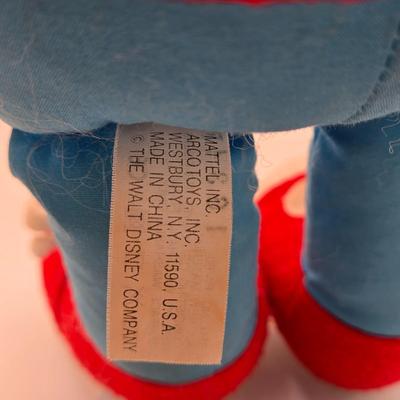 MATTEL INC.
ARCOTOYS, INC.
WESTBURY, N.Y. 11590, U.S.A.
MADE IN CHINA
© THE WALT DISNEY COMPANY